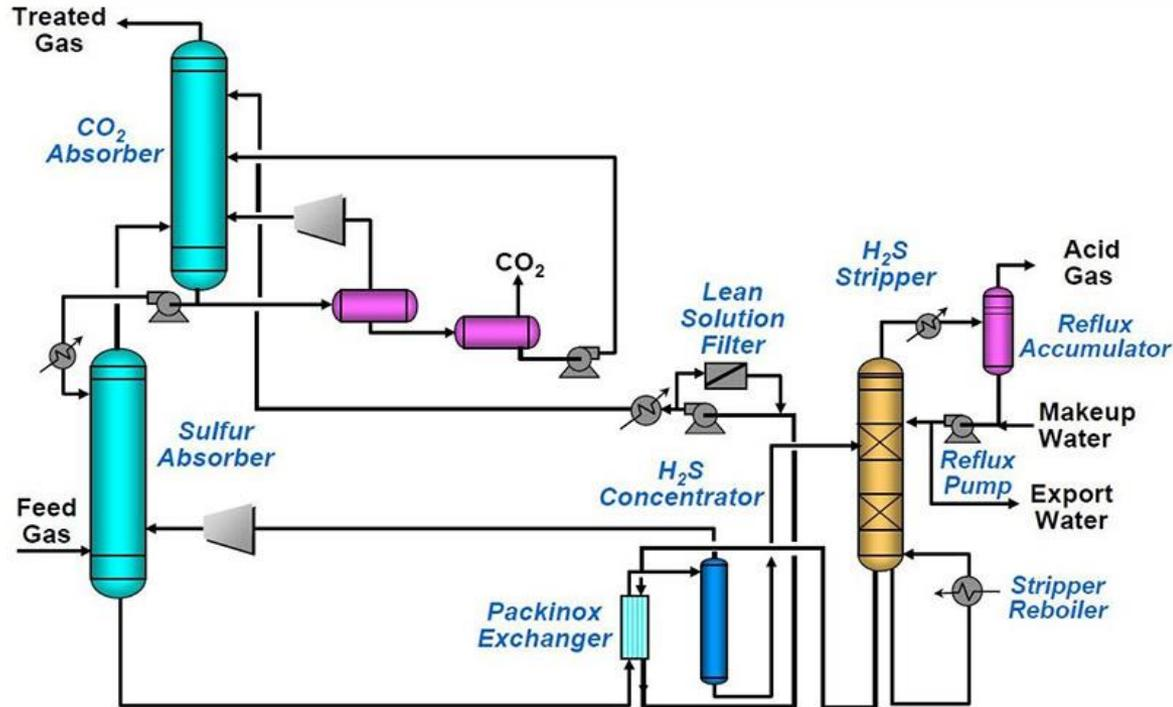 Treated
Gas
CO₂
Absorber
CO₂
Lean
Solution
Filter
H₂S
Stripper
Acid
Gas
Reflux
Accumulator
Sulfur
Absorber
H₂S
Concentrator
Makeup
Water
Reflux
Pump
Export
Water
Feed
Gas
Packinox
Exchanger
Stripper
Reboiler